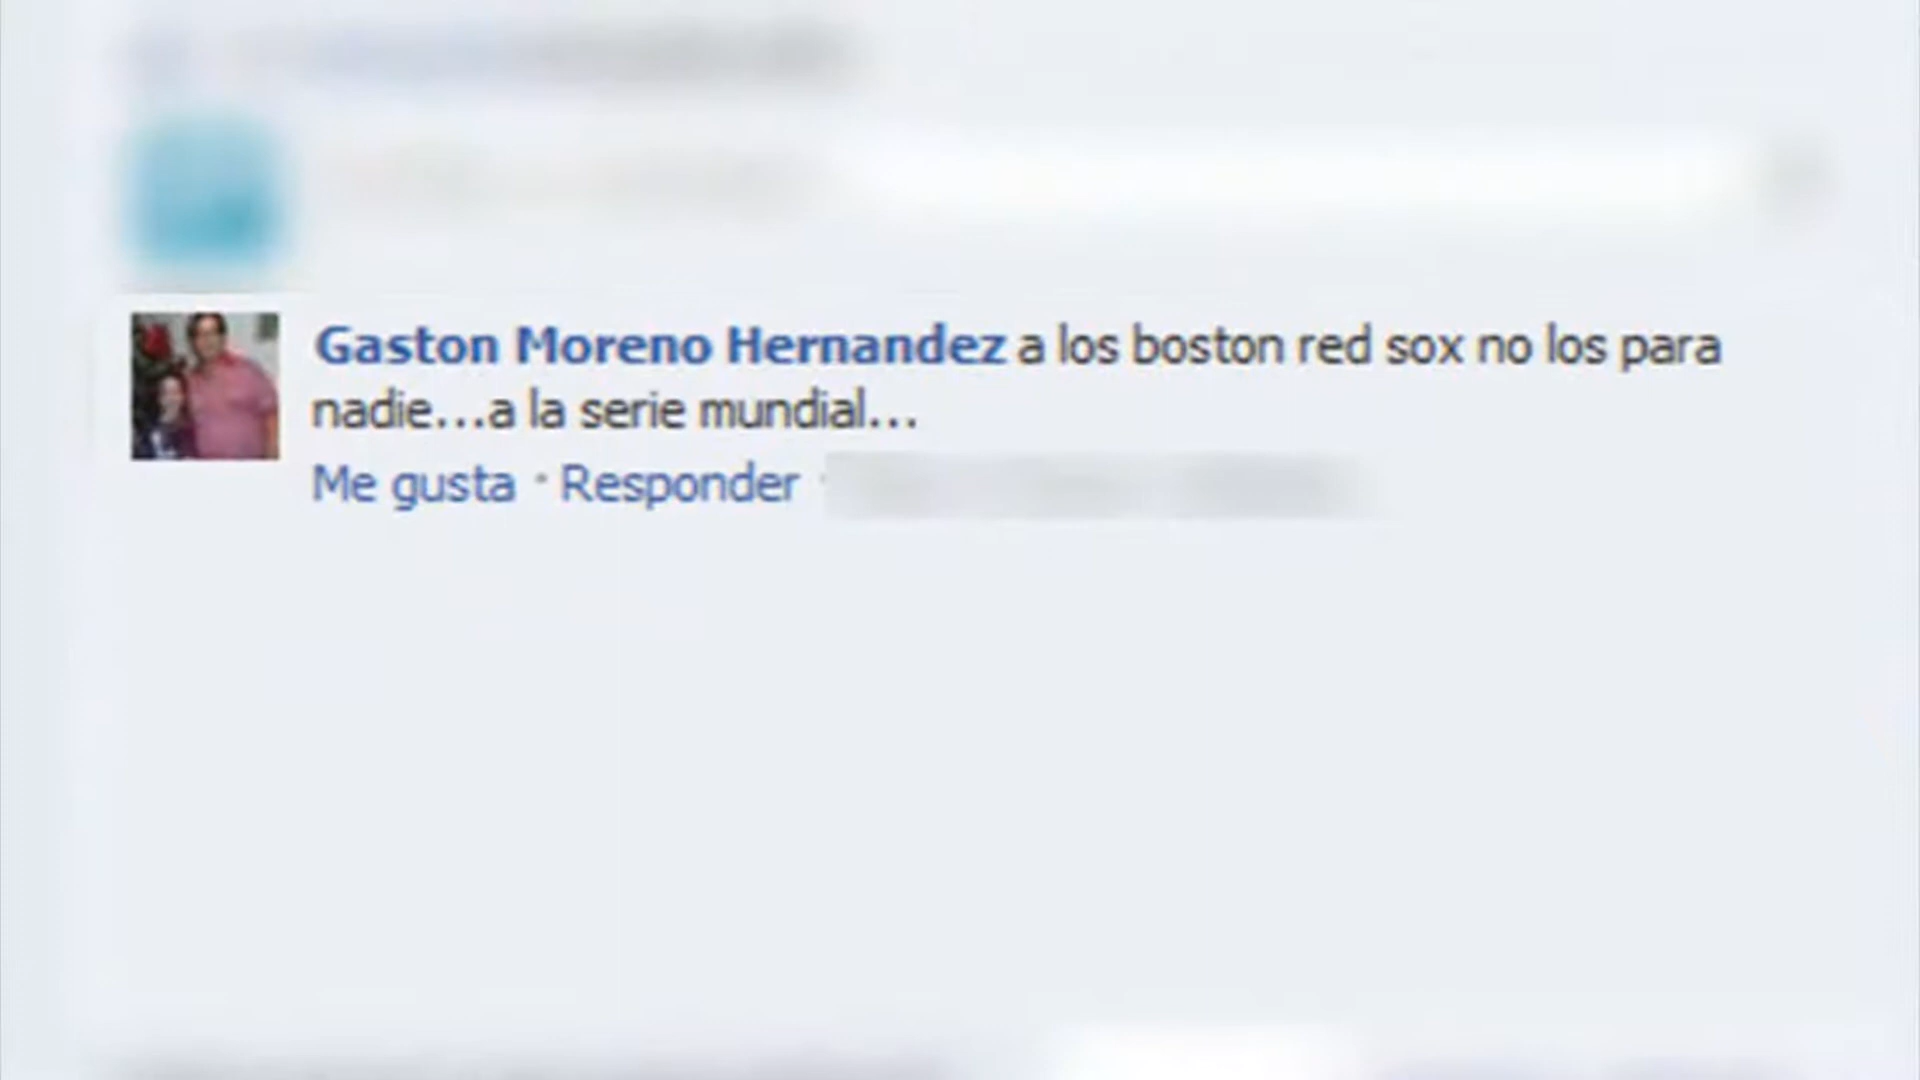 Gaston Moreno Hernandez a los boston red sox no los para
nadie...a la serie mundial...
Me gusta · Responder ·